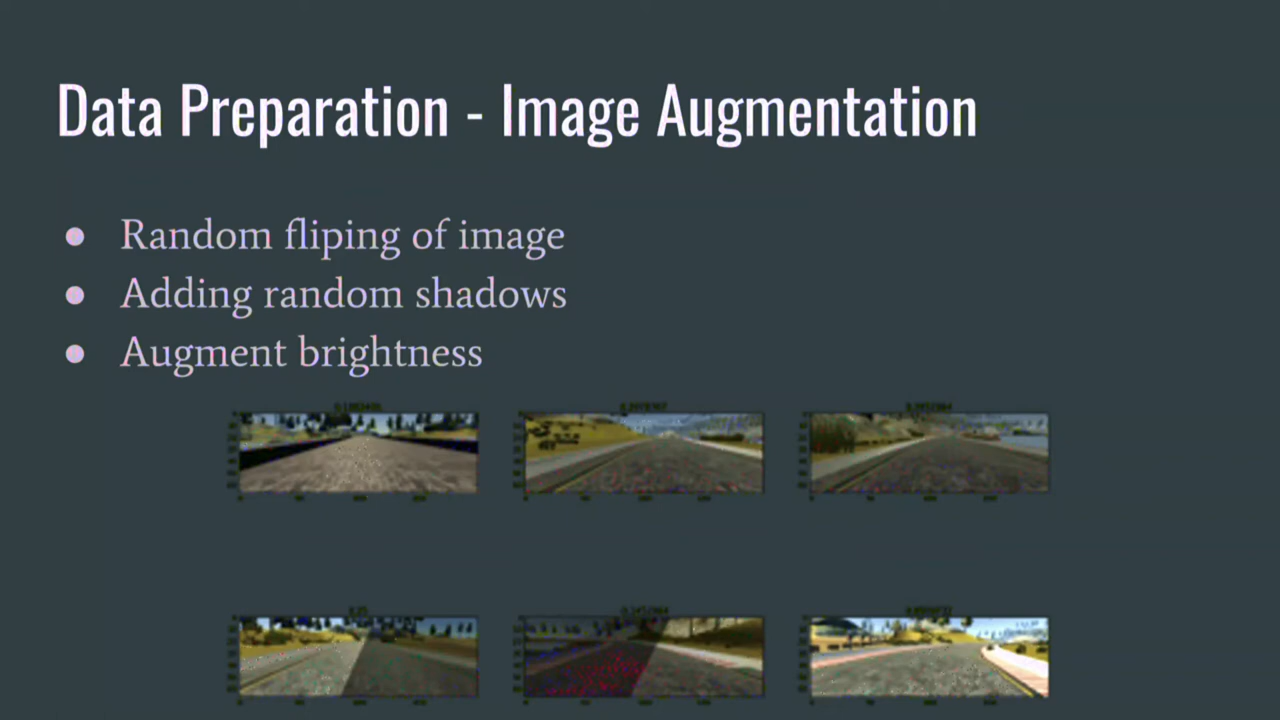 Data Preparation - Image Augmentation
● Random fliping of image
● Adding random shadows
● Augment brightness